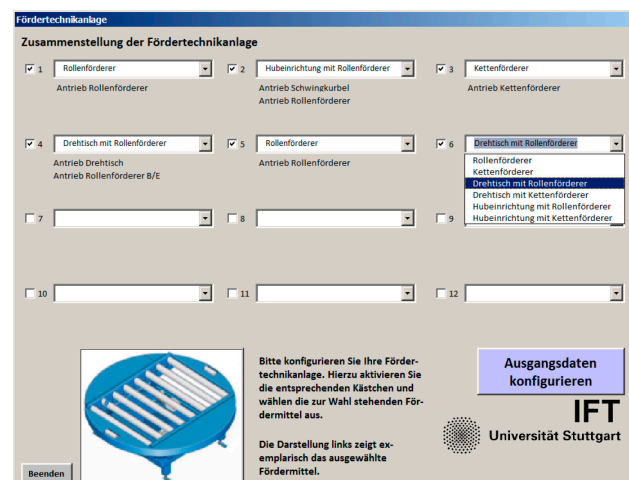 Fördertechnikanlage
Zusammenstellung der Fördertechnikanlage
1 Rollenförderer
2 Hubeinrichtung mit Rollenförderer
3 Kettenförderer
Antrieb Rollenförderer
Antrieb Schwingkurbel
Antrieb Rollenförderer
Antrieb Kettenförderer
4 Drehtisch mit Rollenförderer
5 Rollenförderer
6 Drehtisch mit Rollenförderer
Antrieb Drehtisch
Antrieb Rollenförderer B/E
Antrieb Rollenförderer
Rollenförderer
Kettenförderer
Drehtisch mit Rollenförderer
Drehtisch mit Kettenförderer
Hubeinrichtung mit Rollenförderer
Hubeinrichtung mit Kettenförderer
7
8
9
10
11
12
Bitte konfigurieren Sie Ihre Förder-
technikanlage. Hierzu aktivieren Sie
die entsprechenden Kästchen und
wählen die zur Wahl stehenden För-
dermittel aus.
Die Darstellung links zeigt ex-
emplarisch das ausgewählte
Fördermittel.
Ausgangsdaten
konfigurieren
IFT
Universität Stuttgart
Beenden